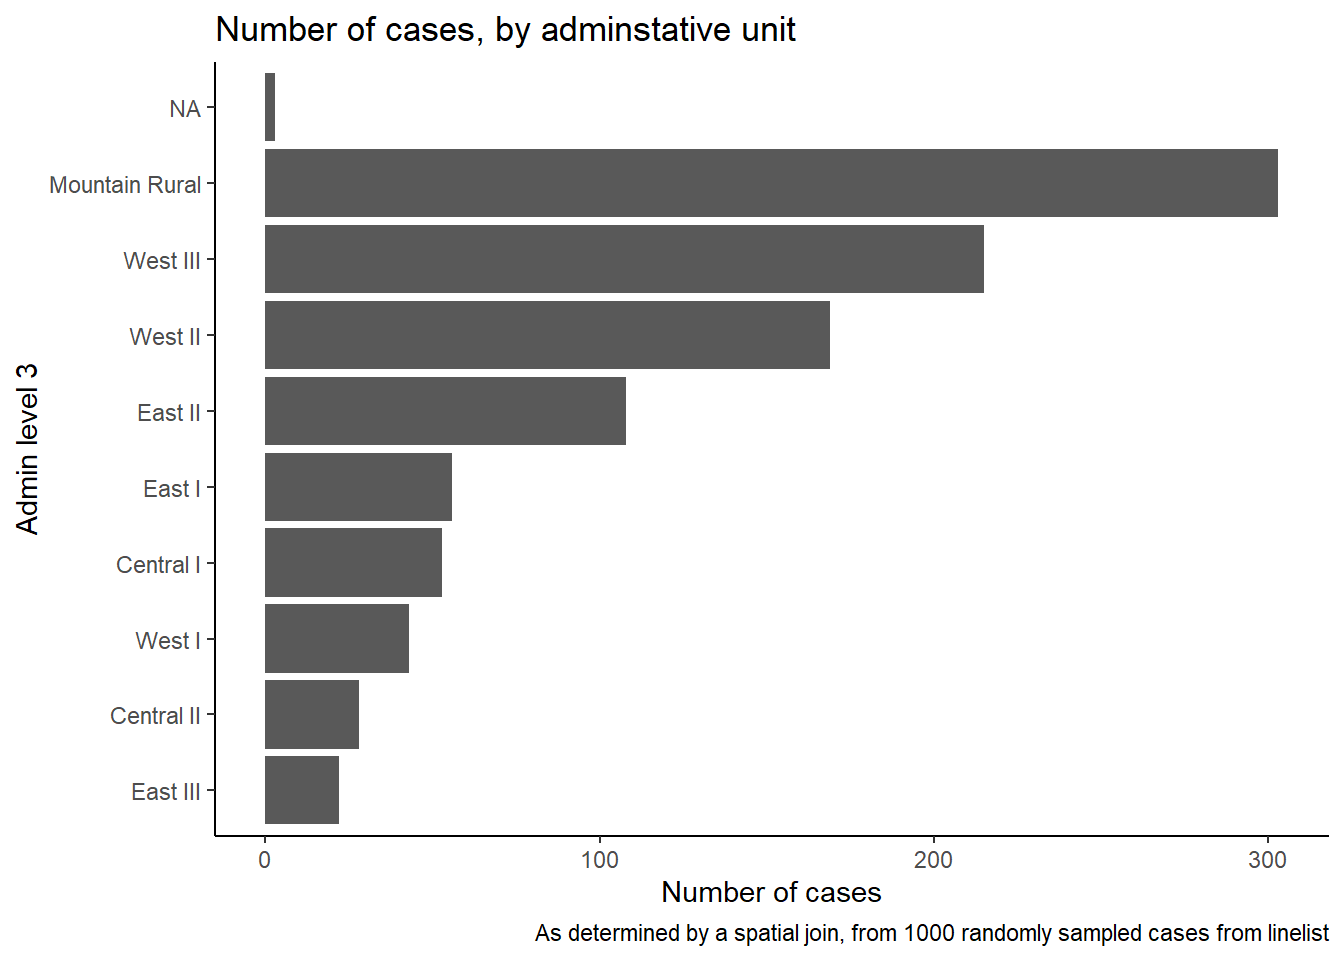 Number of cases, by adminstative unit
NA
Mountain Rural
West III
West II
East II
East I
Central I
West I
Central II
East III
Admin level 3
0 100 200 300
Number of cases
As determined by a spatial join, from 1000 randomly sampled cases from linelist